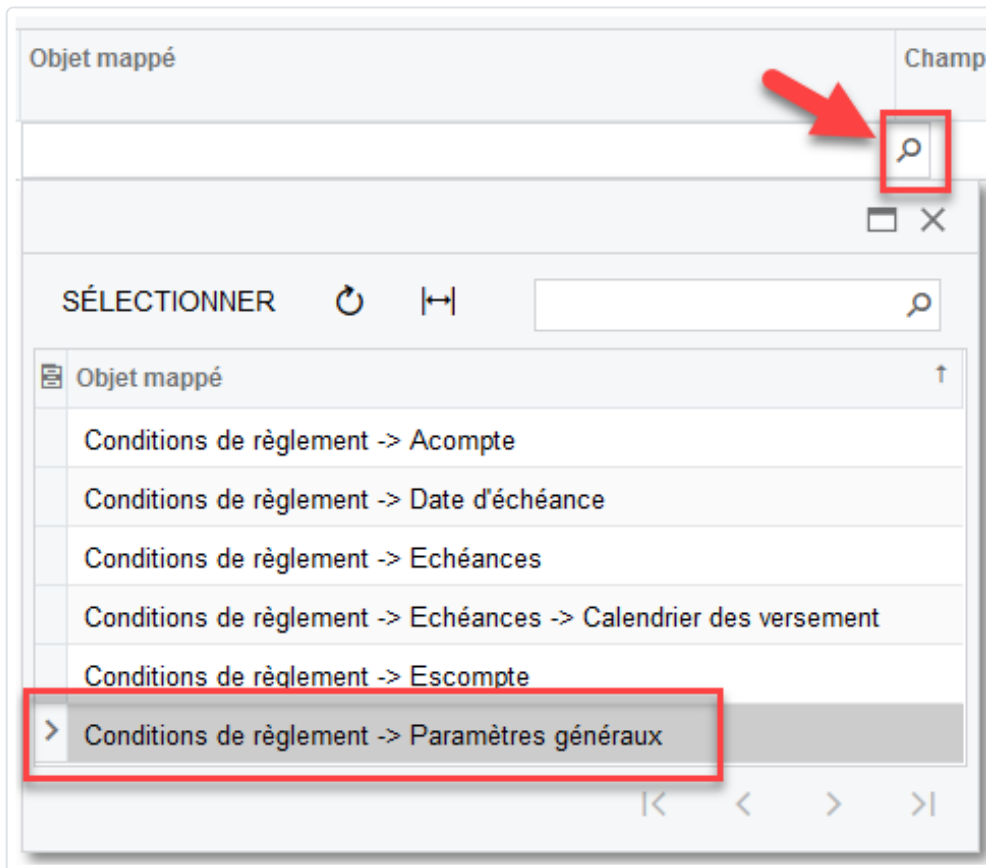 Objet mappé
Champ
SÉLECTIONNER
Objet mappé
Conditions de règlement -> Acompte
Conditions de règlement -> Date d'échéance
Conditions de règlement -> Echéances
Conditions de règlement -> Echéances -> Calendrier des versement
Conditions de règlement -> Escompte
Conditions de règlement -> Paramètres généraux